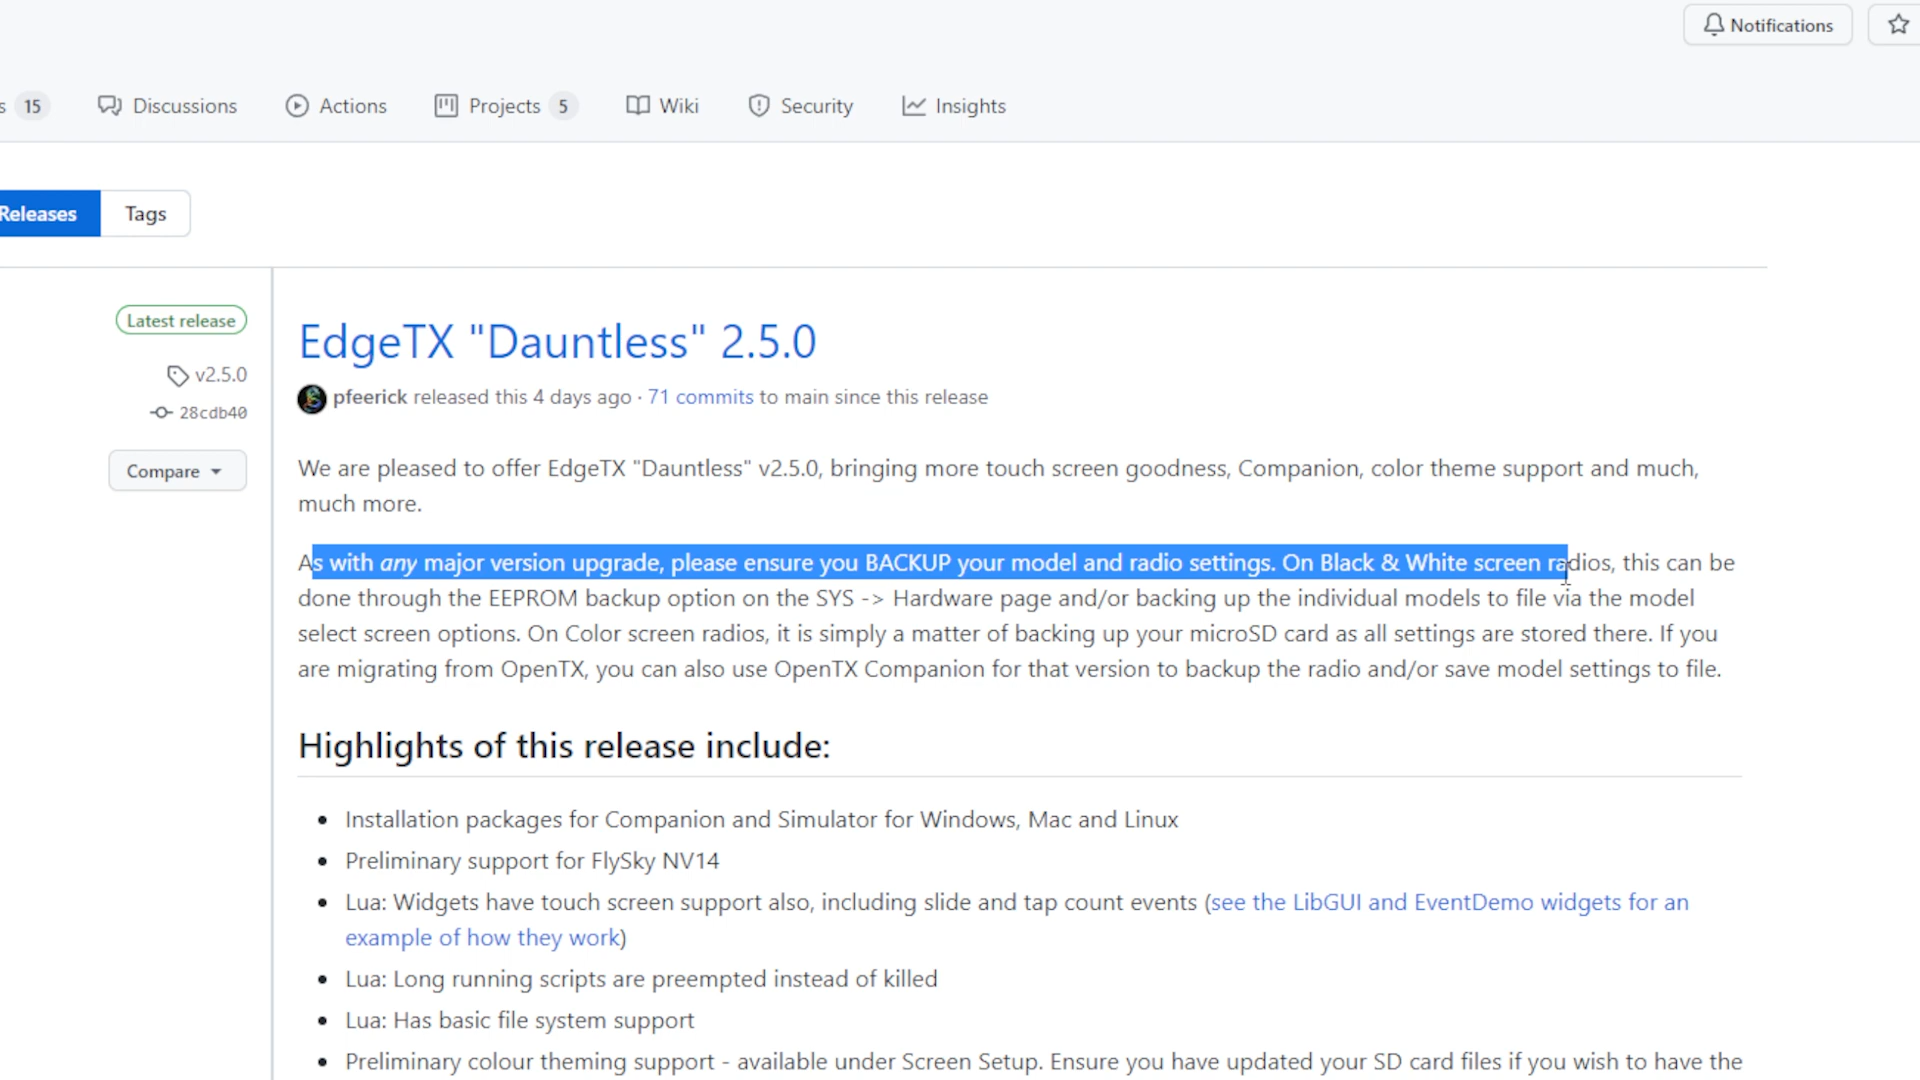 Notifications
s 15 Discussions Actions Projects 5 Wiki Security Insights
Releases Tags
Latest release
v2.5.0
28cdb40
Compare
EdgeTX "Dauntless" 2.5.0
pfeerick released this 4 days ago · 71 commits to main since this release
We are pleased to offer EdgeTX "Dauntless" v2.5.0, bringing more touch screen goodness, Companion, color theme support and much,
much more.
As with any major version upgrade, please ensure you BACKUP your model and radio settings. On Black & White screen radios, this can be
done through the EEPROM backup option on the SYS -> Hardware page and/or backing up the individual models to file via the model
select screen options. On Color screen radios, it is simply a matter of backing up your microSD card as all settings are stored there. If you
are migrating from OpenTX, you can also use OpenTX Companion for that version to backup the radio and/or save model settings to file.
Highlights of this release include:
• Installation packages for Companion and Simulator for Windows, Mac and Linux
• Preliminary support for FlySky NV14
• Lua: Widgets have touch screen support also, including slide and tap count events (see the LibGUI and EventDemo widgets for an
example of how they work)
• Lua: Long running scripts are preempted instead of killed
• Lua: Has basic file system support
• Preliminary colour theming support - available under Screen Setup. Ensure you have updated your SD card files if you wish to have the